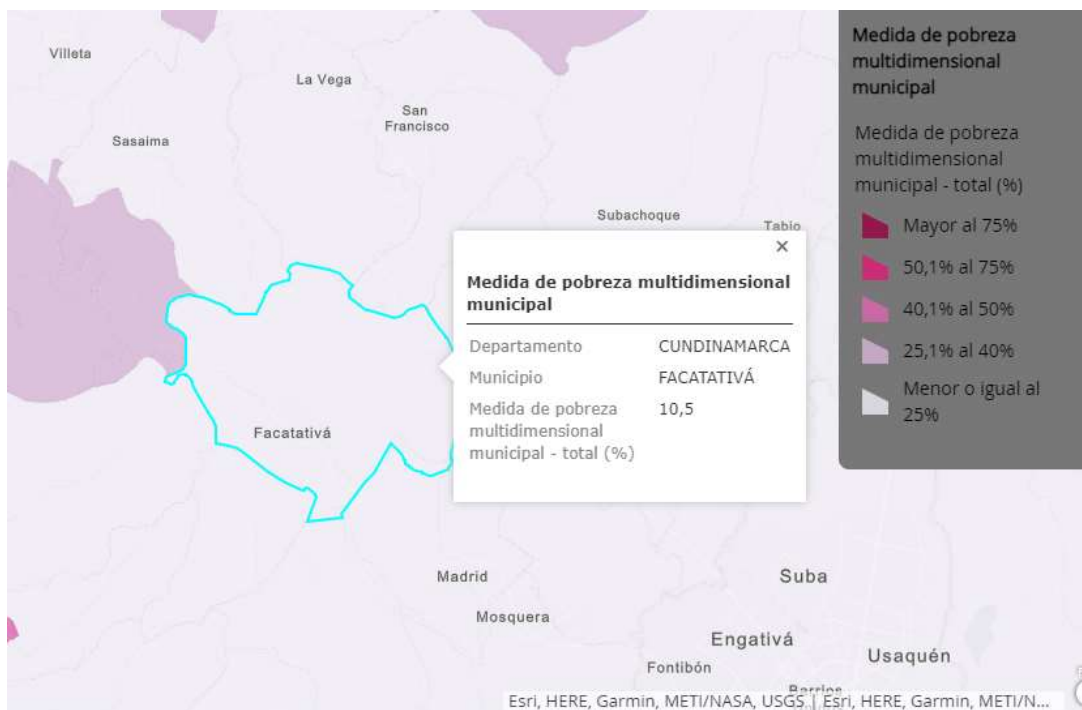 Villeta
La Vega
San
Francisco
Sasaima
Subachoque
Tabio
Facatativá
Madrid
Mosquera
Suba
Engativá
Usaquén
Fontibón
Barrios
×
Medida de pobreza multidimensional
municipal
Departamento CUNDINAMARCA
Municipio FACATATIVÁ
Medida de pobreza 10,5
multidimensional
municipal - total (%)
Medida de pobreza
multidimensional
municipal
Medida de pobreza
multidimensional
municipal - total (%)
Mayor al 75%
50,1% al 75%
40,1% al 50%
25,1% al 40%
Menor o igual al
25%
Esri, HERE, Garmin, METI/NASA, USGS | Esri, HERE, Garmin, METI/N...